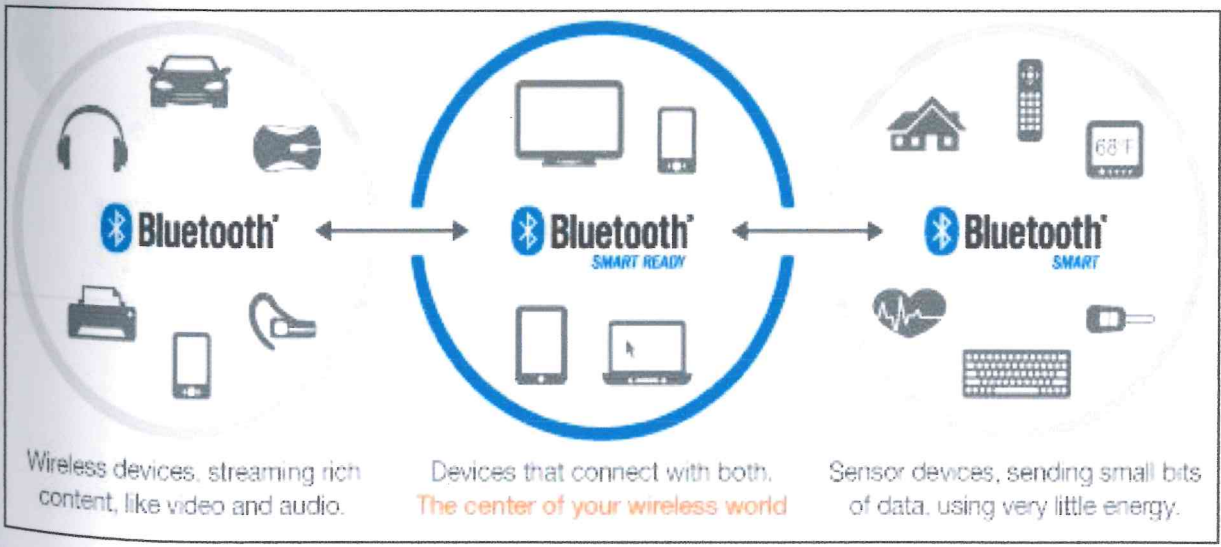 68°F
Bluetooth
Bluetooth
SMART READY
Bluetooth
SMART
Wireless devices, streaming rich
content, like video and audio.
Devices that connect with both.
The center of your wireless world
Sensor devices, sending small bits
of data, using very little energy.